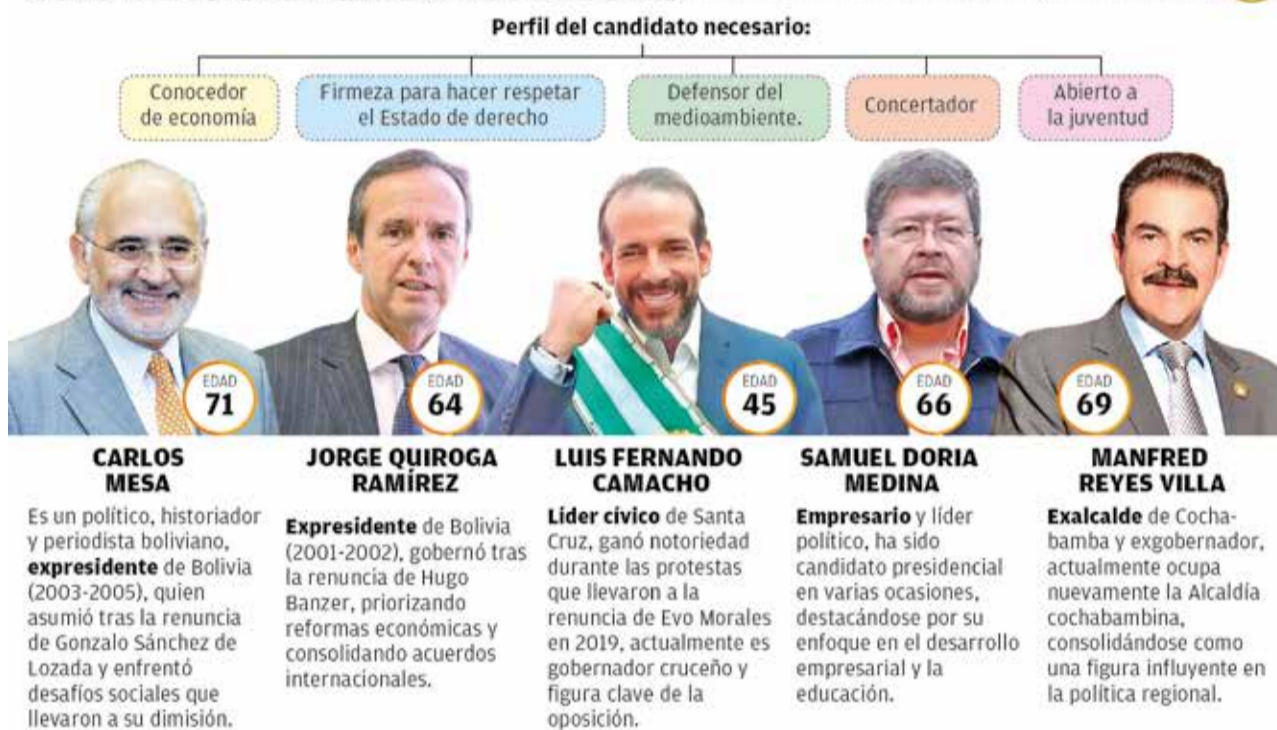 Perfil del candidato necesario:
Conocedor
de economía
Firmeza para hacer respetar
el Estado de derecho
Defensor del
medioambiente.
Concertador
Abierto a
la juventud
EDAD
71
EDAD
64
EDAD
45
EDAD
66
EDAD
69
CARLOS
MESA
Es un político, historiador
y periodista boliviano,
expresidente de Bolivia
(2003-2005), quien
asumió tras la renuncia
de Gonzalo Sánchez de
Lozada y enfrentó
desafíos sociales que
llevaron a su dimisión.
JORGE QUIROGA
RAMÍREZ
Expresidente de Bolivia
(2001-2002), gobernó tras
la renuncia de Hugo
Banzer, priorizando
reformas económicas y
consolidando acuerdos
internacionales.
LUIS FERNANDO
CAMACHO
Líder cívico de Santa
Cruz, ganó notoriedad
durante las protestas
que llevaron a la
renuncia de Evo Morales
en 2019, actualmente es
gobernador cruceño y
figura clave de la
oposición.
SAMUEL DORIA
MEDINA
Empresario y líder
político, ha sido
candidato presidencial
en varias ocasiones,
destacándose por su
enfoque en el desarrollo
empresarial y la
educación.
MANFRED
REYES VILLA
Exalcalde de Cocha-
bamba y exgobernador,
actualmente ocupa
nuevamente la Alcaldía
cochabambina,
consolidándose como
una figura influyente en
la política regional.